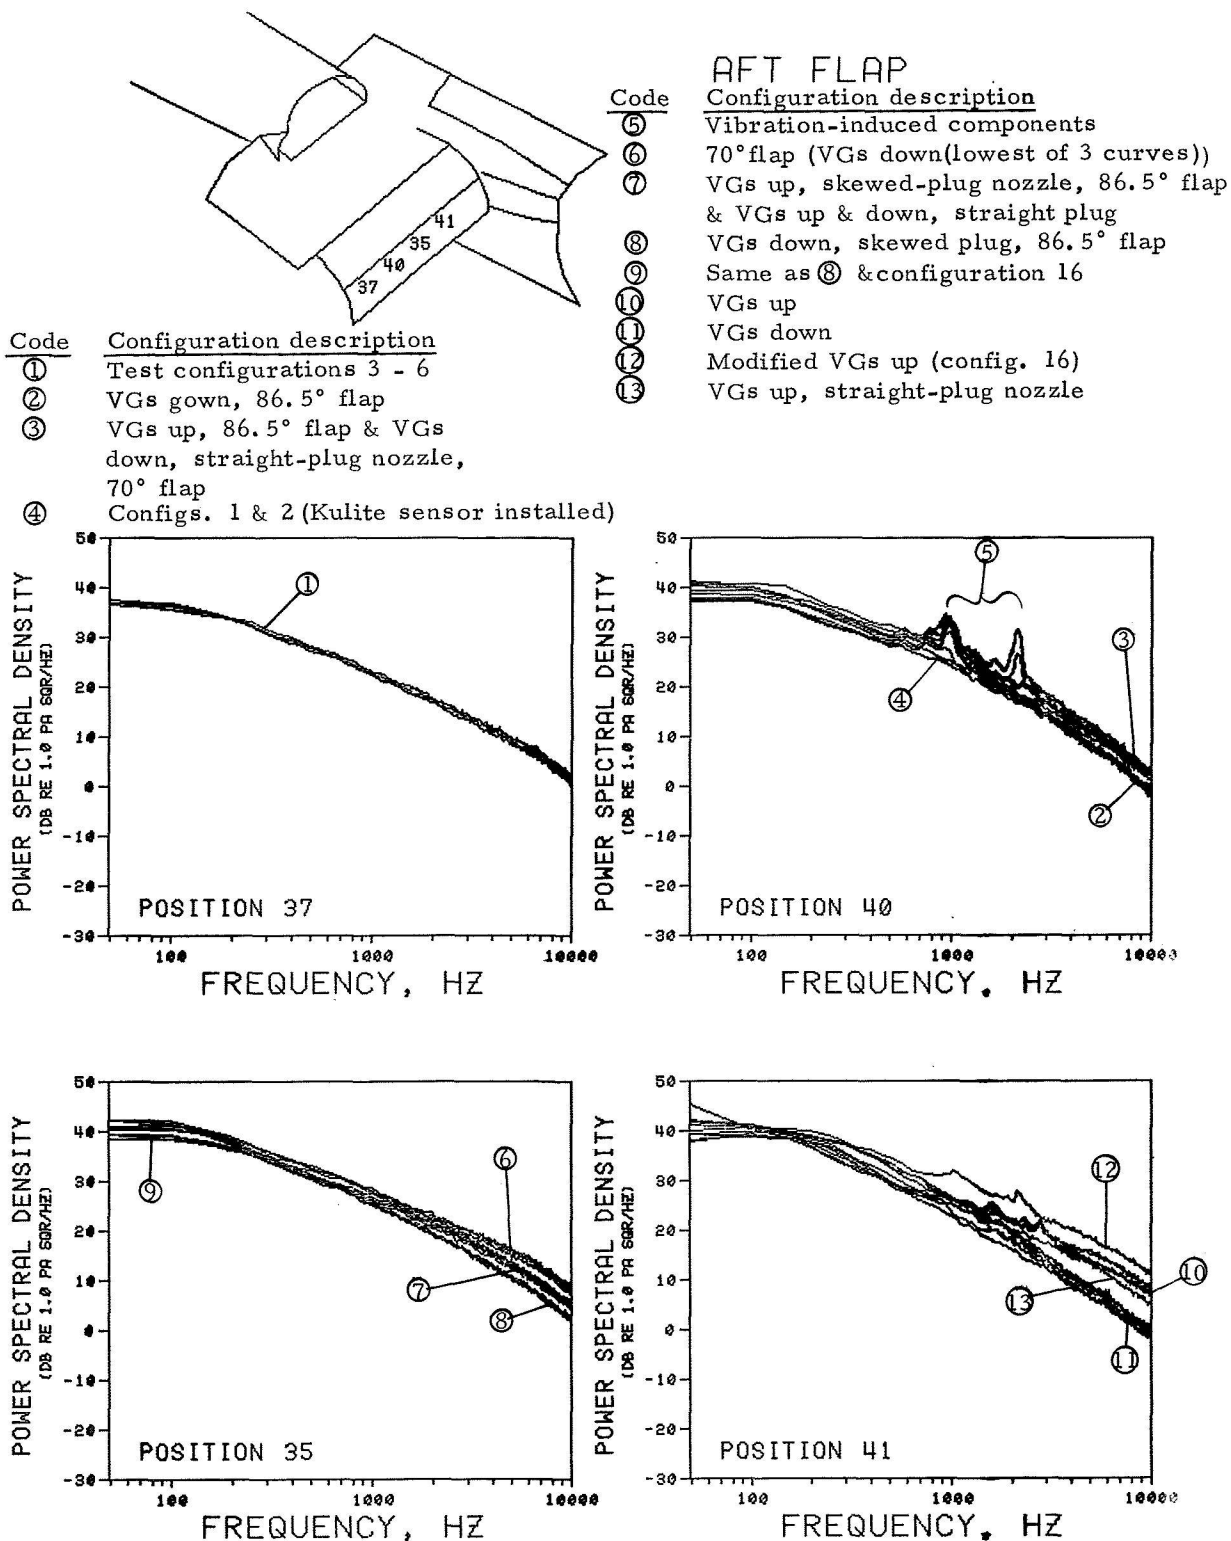 AFT FLAP
Code Configuration description
⑤ Vibration-induced components
⑥ 70°flap (VGs down(lowest of 3 curves))
⑦ VGs up, skewed-plug nozzle, 86.5° flap
& VGs up & down, straight plug
⑧ VGs down, skewed plug, 86.5° flap
⑨ Same as ⑧ & configuration 16
⑩ VGs up
⑪ VGs down
⑫ Modified VGs up (config. 16)
⑬ VGs up, straight-plug nozzle
41
35
40
37
Code Configuration description
① Test configurations 3 - 6
② VGs gown, 86.5° flap
③ VGs up, 86.5° flap & VGs
down, straight-plug nozzle,
70° flap
④ Configs. 1 & 2 (Kulite sensor installed)
POWER SPECTRAL DENSITY
(DB RE 1.0 PA SQR/HZ)
50
40
30
20
10
0
-10
-20
-30
①
POSITION 37
100 1000 10000
FREQUENCY, HZ
POWER SPECTRAL DENSITY
(DB RE 1.0 PA SQR/HZ)
50
40
30
20
10
0
-10
-20
-30
⑤
③
④
②
POSITION 40
100 1000 10000
FREQUENCY. HZ
POWER SPECTRAL DENSITY
(DB RE 1.0 PA SQR/HZ)
50
40
30
20
10
0
-10
-20
-30
⑥
⑨
⑦
⑧
POSITION 35
100 1000 10000
FREQUENCY, HZ
POWER SPECTRAL DENSITY
(DB RE 1.0 PA SQR/HZ)
50
40
30
20
10
0
-10
-20
-30
⑫
⑩
⑬
⑪
POSITION 41
100 1000 10000
FREQUENCY. HZ